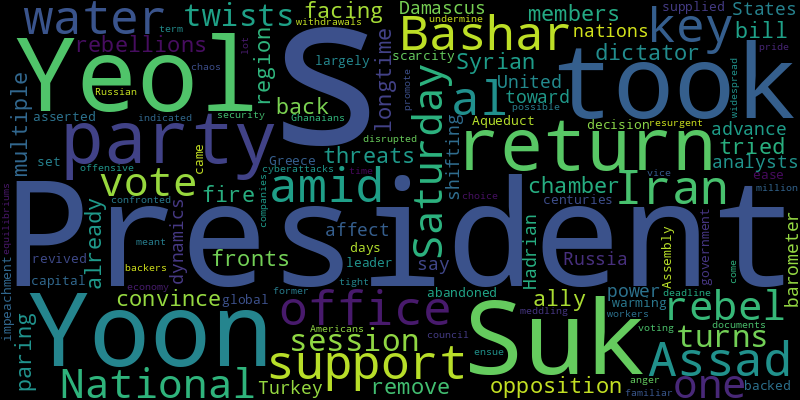 water twists facing Damascus undermine members key supplied States
withdrawals term
rebellions Bashar nations bill
Yeol S longtime scarcity dictator
chaos lot region largely Syrian United toward took pride
Russian promote al possible widespread
multiple asserted indicated security back Ghanaians Aqueduct decision resurgent advance
party disrupted return tried
set offensive came Greece threats shifting analysts
cyberattacks time vice ease
vote fire amid Saturday chamber Iran million
equilibriums confronted companies choice centuries
President
already dynamics affect Hadrian Assembly government barometer
revived meant fronts days say Russia come
impeachment backers leader power
capital economy former tight abandoned ally deadline
Yoon convince global office Suk warming rebel
Americans council meddling workers
paring session voting documents turns
support ensue Assad
National Turkey remove opposition anger one backed
familiar